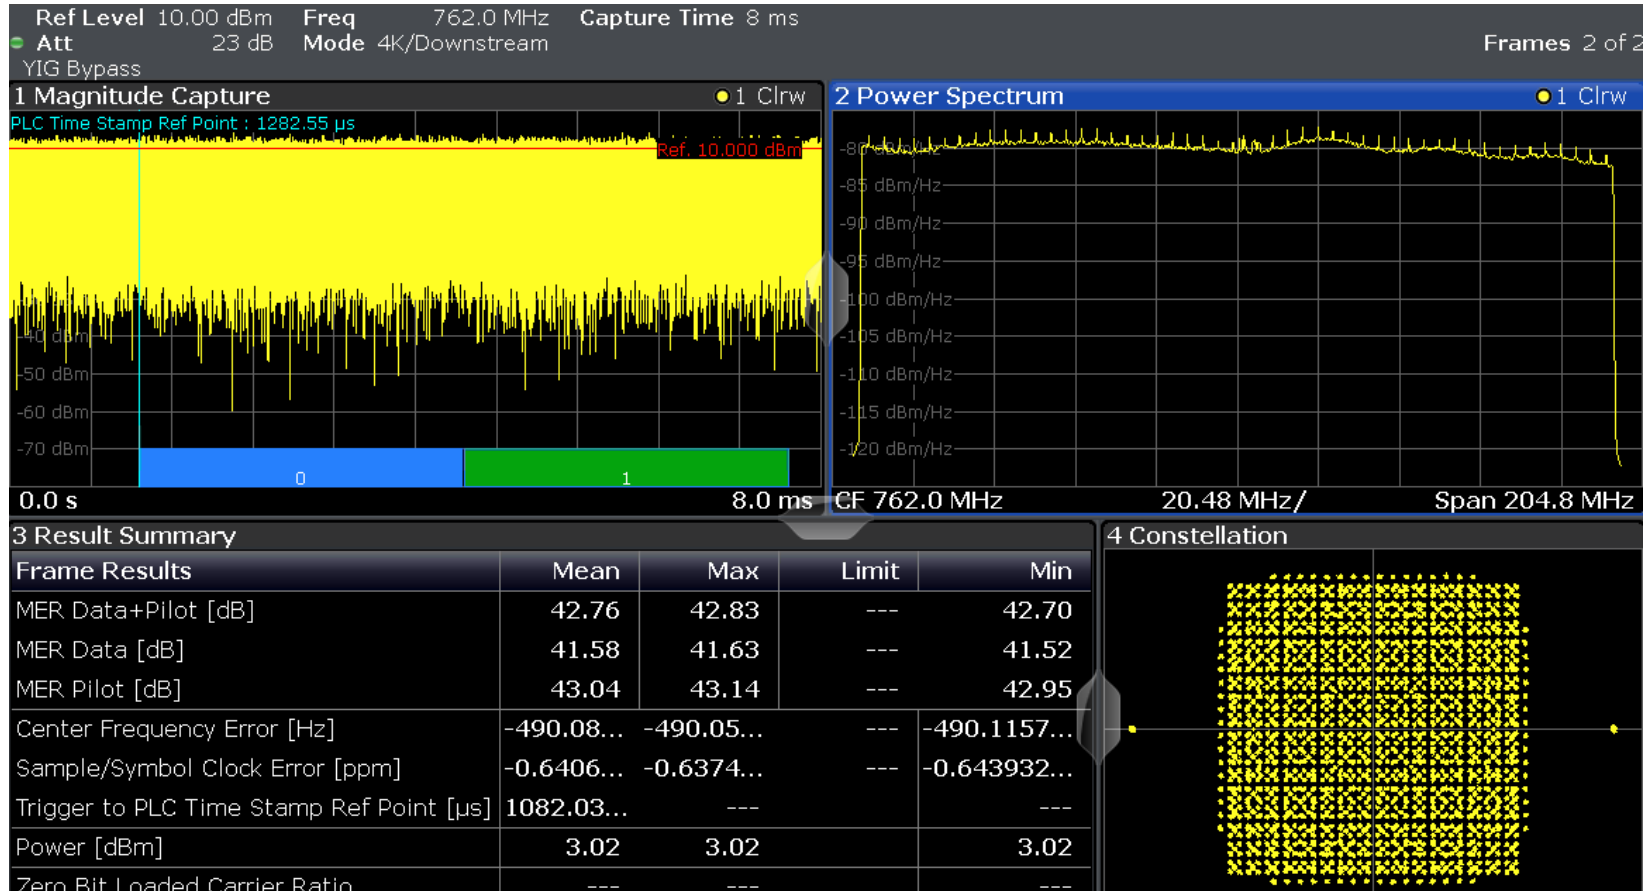 Ref Level 10.00 dBm Freq 762.0 MHz Capture Time 8 ms
Att 23 dB Mode 4K/Downstream Frames 2 of 2
YIG Bypass
1 Magnitude Capture 1 Clrw
PLC Time Stamp Ref Point : 1282.55 µs
Ref. 10.000 dBm
-40 dBm
-50 dBm
-60 dBm
-70 dBm
0 1
0.0 s 8.0 ms
2 Power Spectrum 1 Clrw
-80 dBm/Hz
-85 dBm/Hz
-90 dBm/Hz
-95 dBm/Hz
-100 dBm/Hz
-105 dBm/Hz
-110 dBm/Hz
-115 dBm/Hz
-120 dBm/Hz
CF 762.0 MHz 20.48 MHz/ Span 204.8 MHz
3 Result Summary
Frame Results Mean Max Limit Min
MER Data+Pilot [dB] 42.76 42.83 --- 42.70
MER Data [dB] 41.58 41.63 --- 41.52
MER Pilot [dB] 43.04 43.14 --- 42.95
Center Frequency Error [Hz] -490.08... -490.05... --- -490.1157...
Sample/Symbol Clock Error [ppm] -0.6406... -0.6374... --- -0.643932...
Trigger to PLC Time Stamp Ref Point [µs] 1082.03... --- ---
Power [dBm] 3.02 3.02 3.02
Zero Bit Loaded Carrier Ratio --- --- ---
4 Constellation